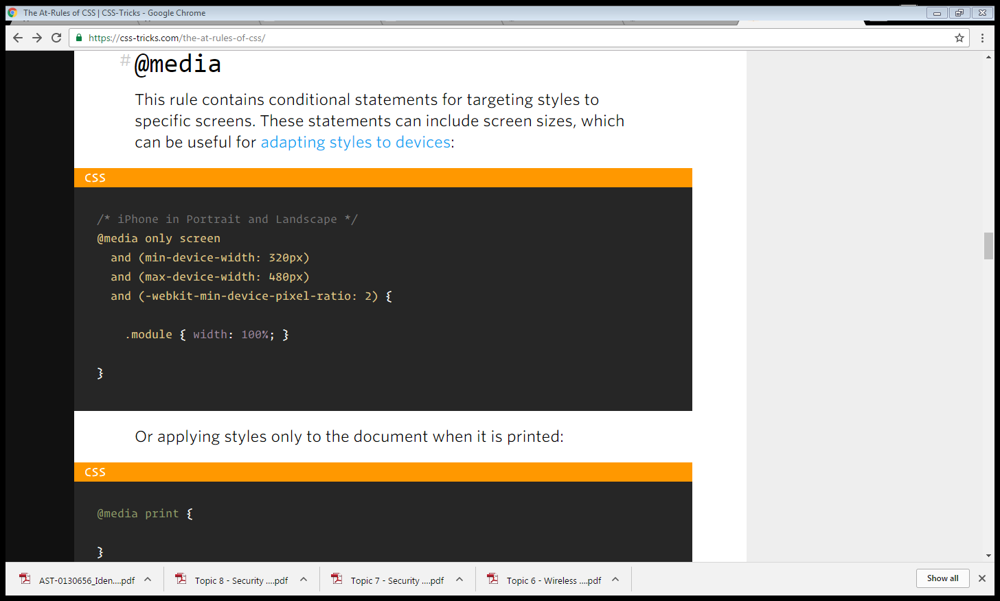 The At-Rules of CSS | CSS-Tricks - Google Chrome
https://css-tricks.com/the-at-rules-of-css/
# @media
This rule contains conditional statements for targeting styles to
specific screens. These statements can include screen sizes, which
can be useful for adapting styles to devices:
CSS
/* iPhone in Portrait and Landscape */
@media only screen
and (min-device-width: 320px)
and (max-device-width: 480px)
and (-webkit-min-device-pixel-ratio: 2) {
.module { width: 100%; }
}
Or applying styles only to the document when it is printed:
CSS
@media print {
}
AST-0130656_Iden....pdf
Topic 8 - Security ....pdf
Topic 7 - Security ....pdf
Topic 6 - Wireless ....pdf
Show all